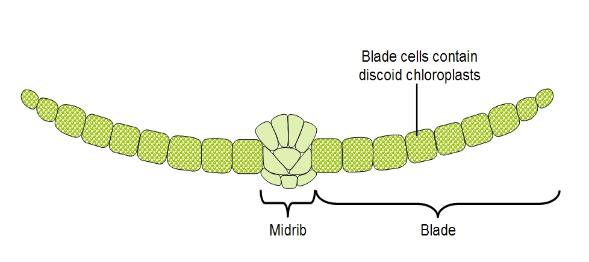 Blade cells contain
discoid chloroplasts
Midrib
Blade